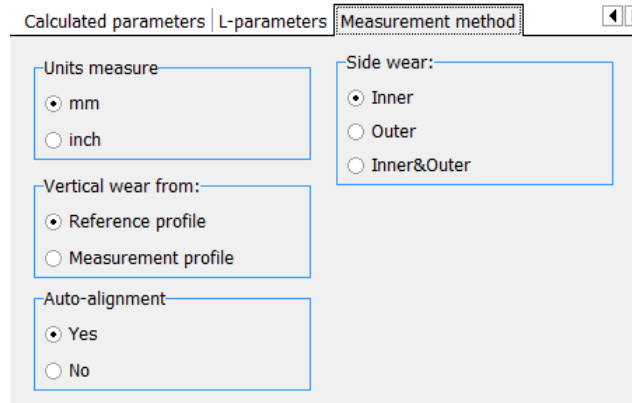 Calculated parameters L-parameters Measurement method
Units measure
mm
inch
Vertical wear from:
Reference profile
Measurement profile
Auto-alignment
Yes
No
Side wear:
Inner
Outer
Inner&Outer